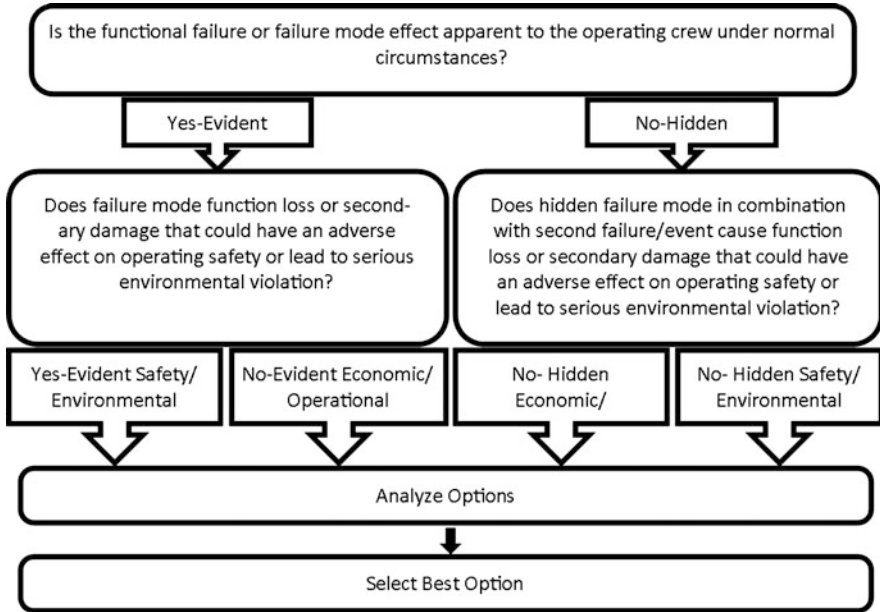 Is the functional failure or failure mode effect apparent to the operating crew under normal
circumstances?
Yes-Evident
No-Hidden
Does failure mode function loss or second-
ary damage that could have an adverse
effect on operating safety or lead to serious
environmental violation?
Does hidden failure mode in combination
with second failure/event cause function
loss or secondary damage that could have
an adverse effect on operating safety or
lead to serious environmental violation?
Yes-Evident Safety/
Environmental
No-Evident Economic/
Operational
No- Hidden
Economic/
No- Hidden Safety/
Environmental
Analyze Options
Select Best Option